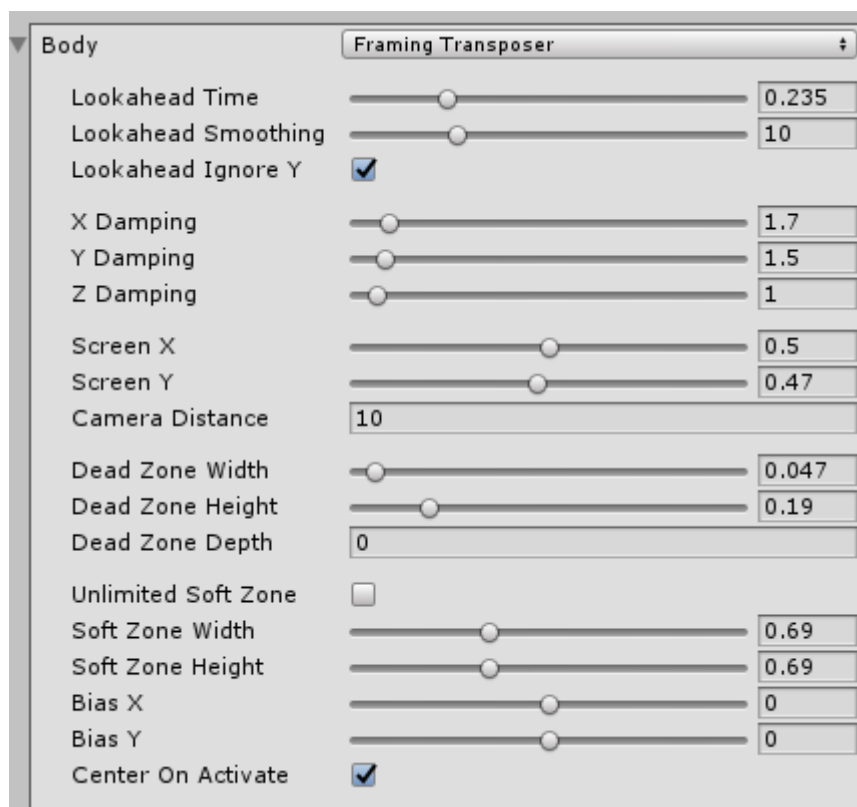 Body Framing Transposer
Lookahead Time 0.235
Lookahead Smoothing 10
Lookahead Ignore Y
X Damping 1.7
Y Damping 1.5
Z Damping 1
Screen X 0.5
Screen Y 0.47
Camera Distance 10
Dead Zone Width 0.047
Dead Zone Height 0.19
Dead Zone Depth 0
Unlimited Soft Zone
Soft Zone Width 0.69
Soft Zone Height 0.69
Bias X 0
Bias Y 0
Center On Activate